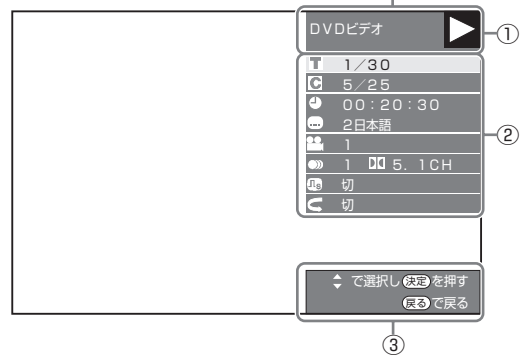 DVDビデオ
①
T 1／30
C 5／25
00：20：30
2日本語
1
1 5．1CH
切
切
②
で選択し 決定 を押す
戻る で戻る
③